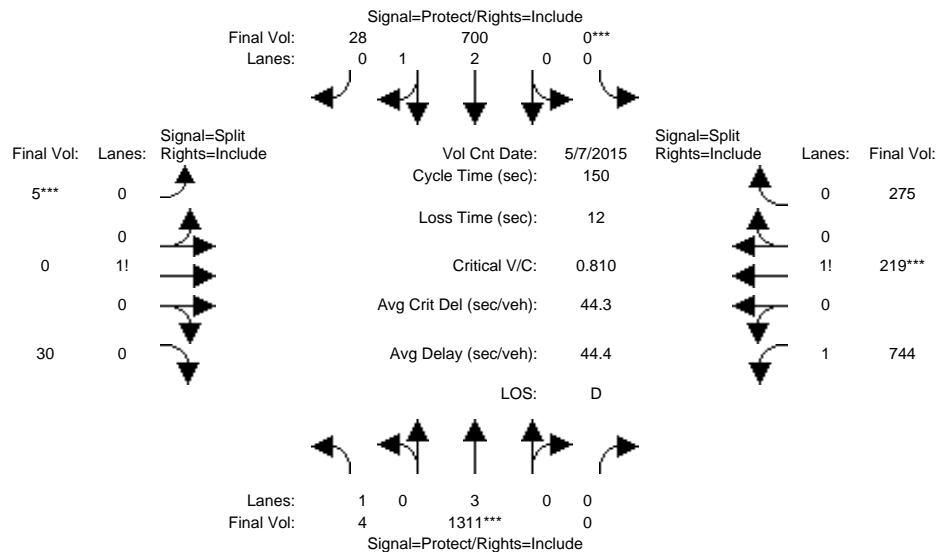 Signal=Protect/Rights=Include
Final Vol: 28 700 0***
Lanes: 0 1 2 0 0
Signal=Split
Final Vol: Lanes: Rights=Include
Vol Cnt Date: 5/7/2015
Signal=Split
Rights=Include Lanes: Final Vol:
Cycle Time (sec): 150
5*** 0
0 275
Loss Time (sec): 12
0
0
0 1!
Critical V/C: 0.810
1! 219***
0
Avg Crit Del (sec/veh): 44.3
0
30 0
Avg Delay (sec/veh): 44.4
1 744
LOS: D
Lanes: 1 0 3 0 0
Final Vol: 4 1311*** 0
Signal=Protect/Rights=Include